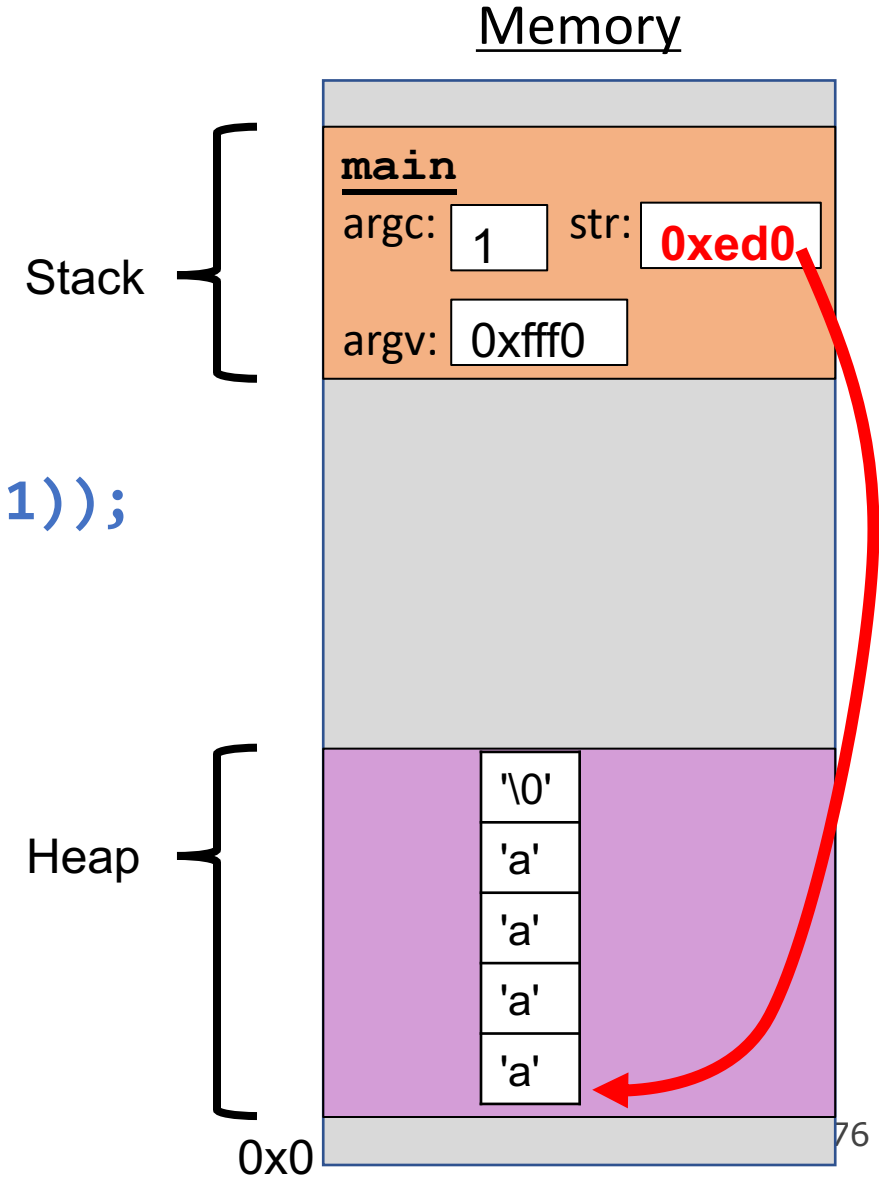 Memory
main
argc: 1 str: 0xed0
Stack
argv: 0xfff0
1));
'\0'
Heap
'a'
'a'
'a'
'a'
76
0x0